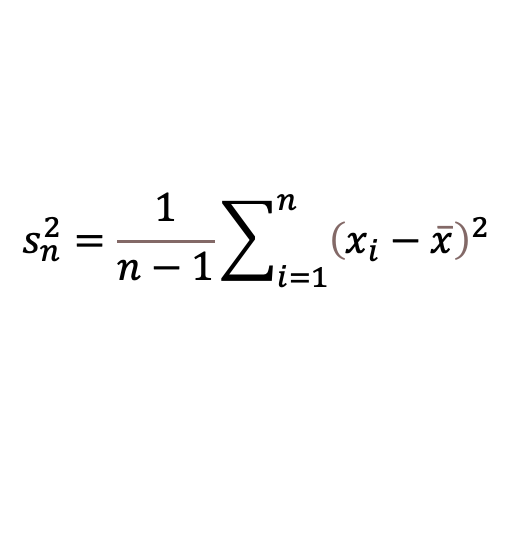 s_n^2 = \frac{1}{n-1} \sum_{i=1}^{n} (x_i - \bar{x})^2